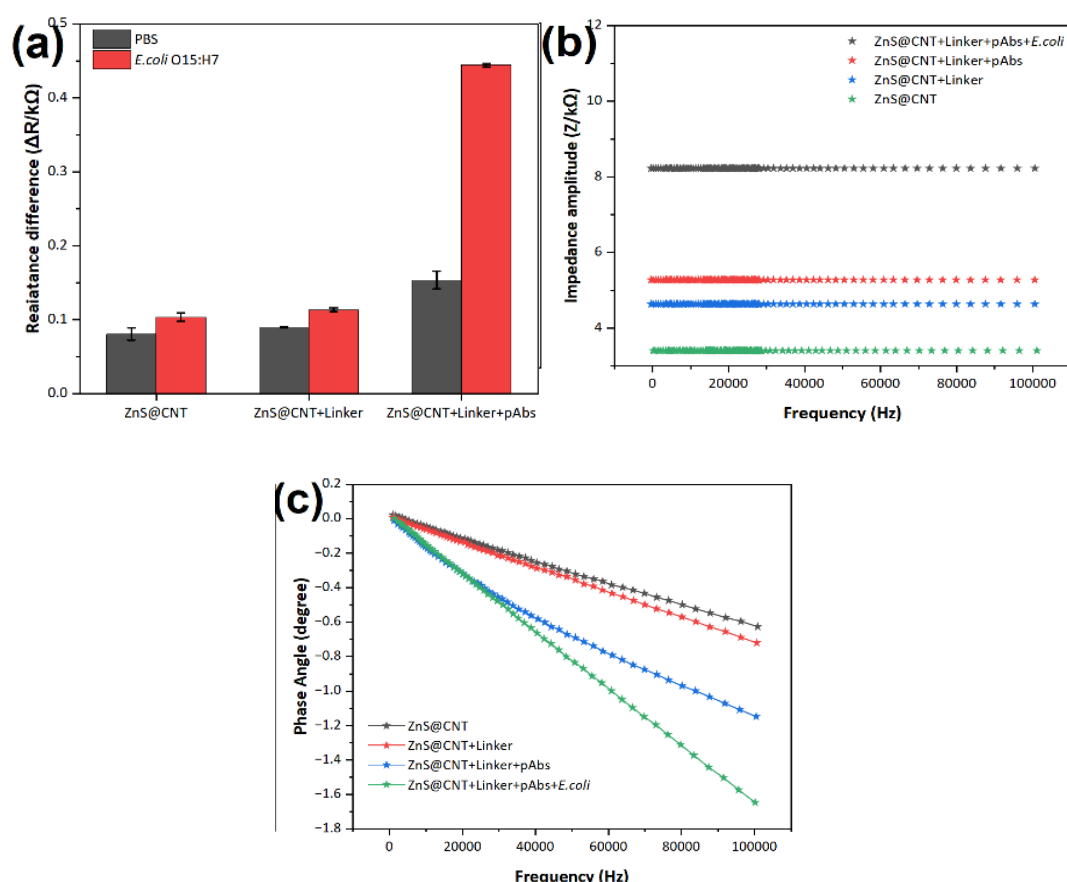 (a)
PBS
E.coli O15:H7
0.5
0.4
0.3
0.2
0.1
0.0
Reaiatance difference (ΔR/kΩ)
ZnS@CNT
ZnS@CNT+Linker
ZnS@CNT+Linker+pAbs
(b)
ZnS@CNT+Linker+pAbs+E.coli
ZnS@CNT+Linker+pAbs
ZnS@CNT+Linker
ZnS@CNT
12
10
8
6
4
Impedance amplitude (Z/kΩ)
0
20000
40000
60000
80000
100000
Frequency (Hz)
(c)
0.2
0.0
−0.2
−0.4
−0.6
−0.8
−1.0
−1.2
−1.4
−1.6
−1.8
Phase Angle (degree)
ZnS@CNT
ZnS@CNT+Linker
ZnS@CNT+Linker+pAbs
ZnS@CNT+Linker+pAbs+E.coli
0
20000
40000
60000
80000
100000
Frequency (Hz)